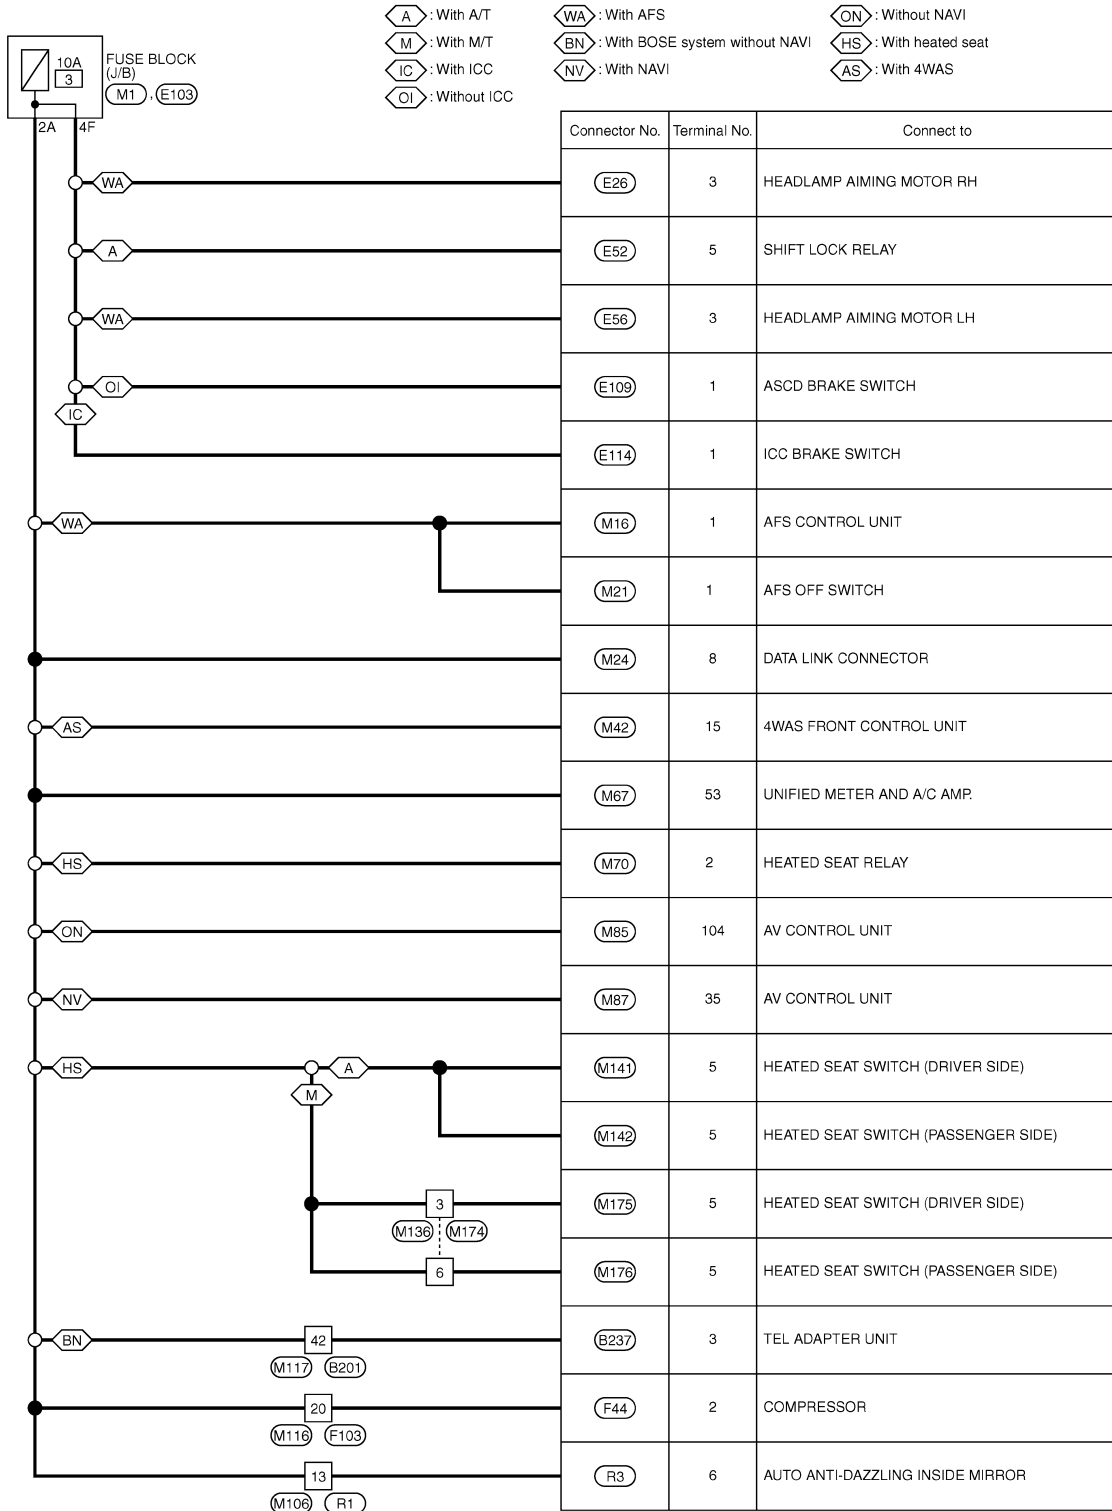 A : With A/T
WA : With AFS
ON : Without NAVI
M : With M/T
BN : With BOSE system without NAVI
HS : With heated seat
IC : With ICC
NV : With NAVI
AS : With 4WAS
OI : Without ICC
10A
3
FUSE BLOCK
(J/B)
M1 , E103
2A 4F
Connector No. Terminal No. Connect to
WA E26 3 HEADLAMP AIMING MOTOR RH
A E52 5 SHIFT LOCK RELAY
WA E56 3 HEADLAMP AIMING MOTOR LH
OI E109 1 ASCD BRAKE SWITCH
IC
E114 1 ICC BRAKE SWITCH
WA M16 1 AFS CONTROL UNIT
M21 1 AFS OFF SWITCH
M24 8 DATA LINK CONNECTOR
AS M42 15 4WAS FRONT CONTROL UNIT
M67 53 UNIFIED METER AND A/C AMP.
HS M70 2 HEATED SEAT RELAY
ON M85 104 AV CONTROL UNIT
NV M87 35 AV CONTROL UNIT
HS A M141 5 HEATED SEAT SWITCH (DRIVER SIDE)
M
M142 5 HEATED SEAT SWITCH (PASSENGER SIDE)
3 M175 5 HEATED SEAT SWITCH (DRIVER SIDE)
M136 M174
6 M176 5 HEATED SEAT SWITCH (PASSENGER SIDE)
BN 42 B237 3 TEL ADAPTER UNIT
M117 B201
20 F44 2 COMPRESSOR
M116 F103
13 R3 6 AUTO ANTI-DAZZLING INSIDE MIRROR
M106 R1